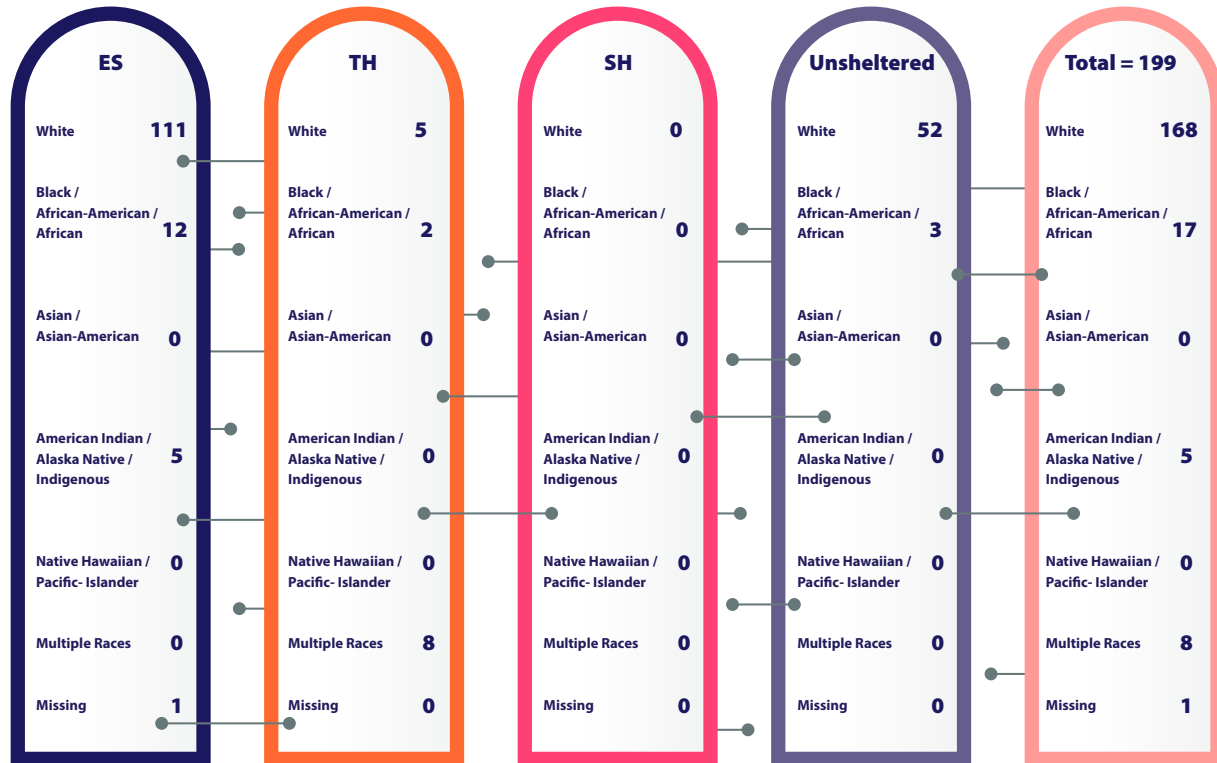 ES
White 111
Black /
African-American /
African 12
Asian /
Asian-American 0
American Indian /
Alaska Native / 5
Indigenous
Native Hawaiian / 0
Pacific- Islander
Multiple Races 0
Missing 1
TH
White 5
Black /
African-American /
African 2
Asian /
Asian-American 0
American Indian /
Alaska Native / 0
Indigenous
Native Hawaiian / 0
Pacific- Islander
Multiple Races 8
Missing 0
SH
White 0
Black /
African-American /
African 0
Asian /
Asian-American 0
American Indian /
Alaska Native / 0
Indigenous
Native Hawaiian / 0
Pacific- Islander
Multiple Races 0
Missing 0
Unsheltered
White 52
Black /
African-American /
African 3
Asian /
Asian-American 0
American Indian /
Alaska Native / 0
Indigenous
Native Hawaiian / 0
Pacific- Islander
Multiple Races 0
Missing 0
Total = 199
White 168
Black /
African-American /
African 17
Asian /
Asian-American 0
American Indian /
Alaska Native / 5
Indigenous
Native Hawaiian / 0
Pacific- Islander
Multiple Races 8
Missing 1